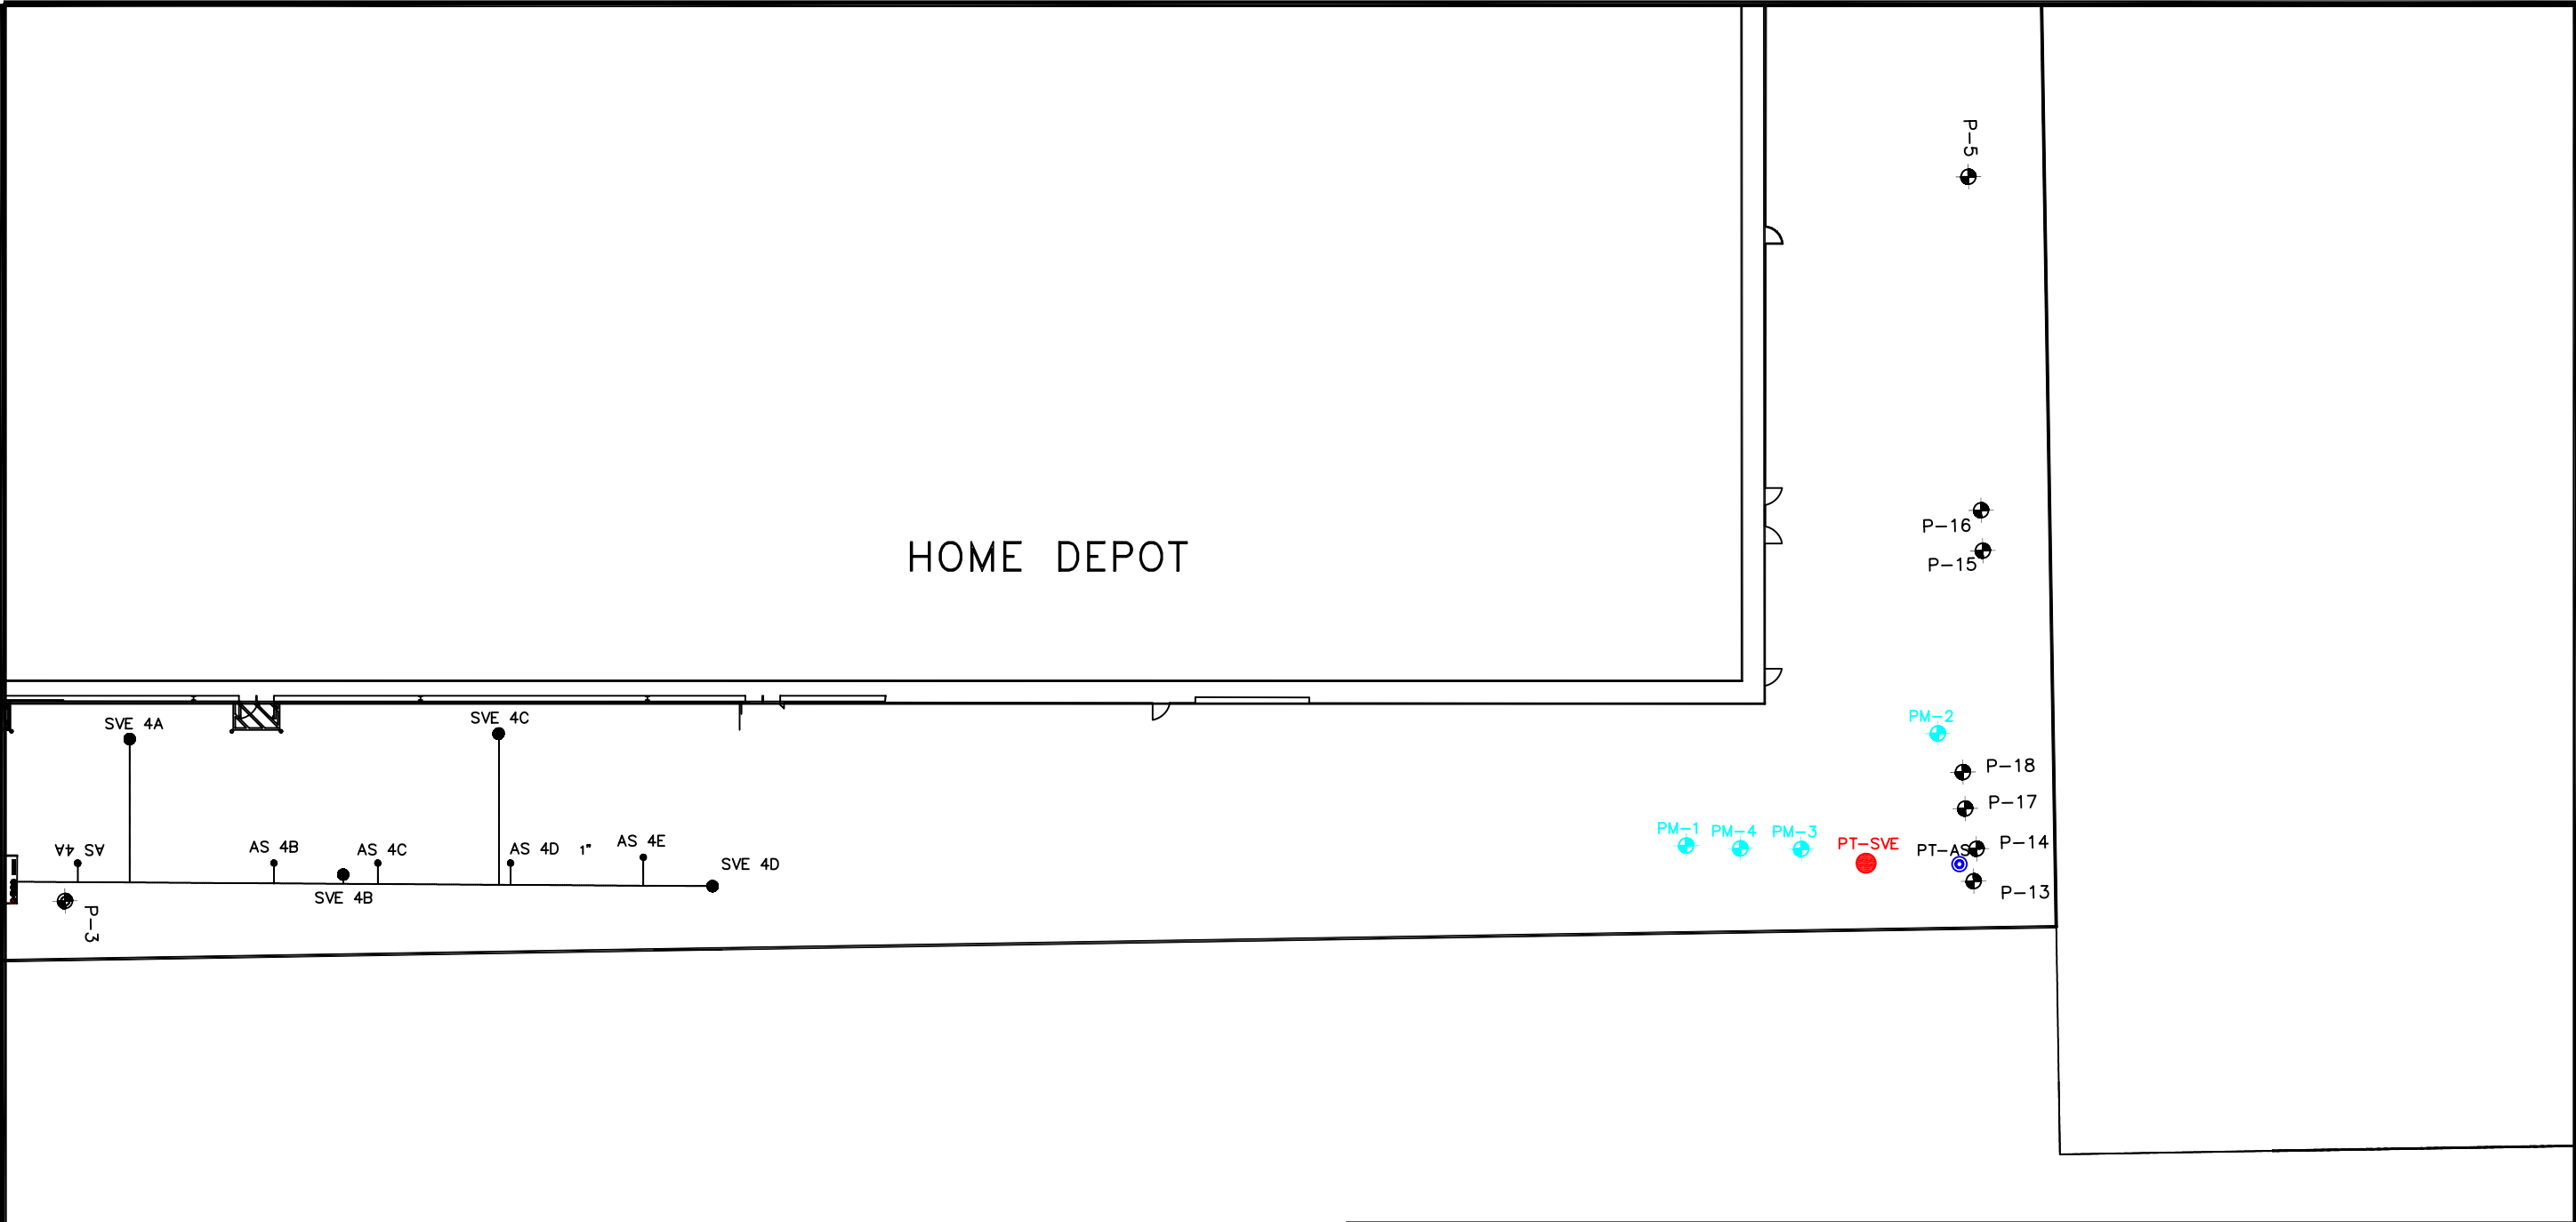 P-5
P-16
HOME DEPOT
P-15
PM-2
SVE 4A
SVE 4C
P-18
P-17
PM-1
PM-4
PM-3
AS 4A
AS 4B
AS 4C
AS 4D
1"
AS 4E
PT-SVE
PT-AS
P-14
SVE 4D
SVE 4B
P-13
P-3